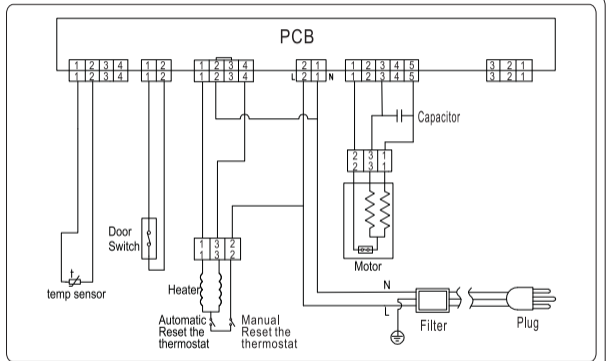 PCB
1 2 3 4 1 2 1 2 3 4 2 1 1 2 3 4 5 3 2 1
1 2 3 4 1 2 1 2 3 4 L 2 1 N 1 2 3 4 5 3 2 1
Capacitor
2 3 1
2 3 1
Door
Switch
1 3 2
1 3 2
t
temp sensor
Heater
Motor
N
L
Automatic
Reset the
thermostat
Manual
Reset the
thermostat
Filter
Plug